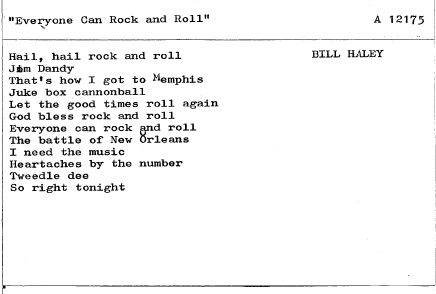 "Everyone Can Rock and Roll" A 12175
Hail, hail rock and roll BILL HALEY
Jim Dandy
That's how I got to Memphis
Juke box cannonball
Let the good times roll again
God bless rock and roll
Everyone can rock and roll
The battle of New Orleans
I need the music
Heartaches by the number
Tweedle dee
So right tonight